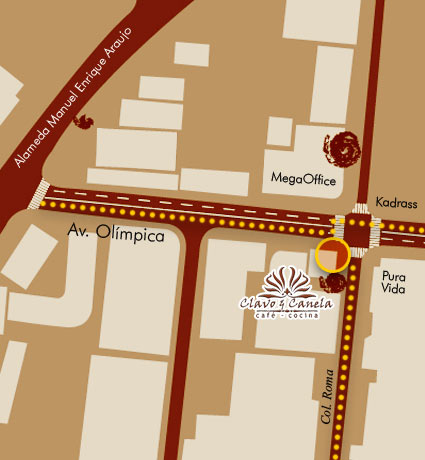 Alameda Manuel Enrique Araujo
MegaOffice
Kadrass
Av. Olímpica
Pura
Vida
Clavo y Canela
café - cocina
Col. Roma